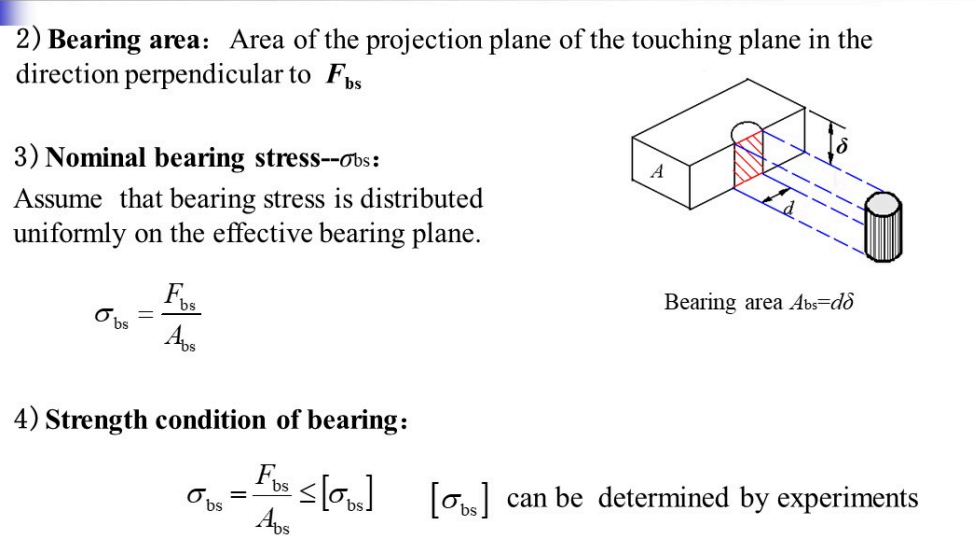 2) Bearing area: Area of the projection plane of the touching plane in the
direction perpendicular to F_bs
δ
3) Nominal bearing stress--σbs:
A
Assume that bearing stress is distributed
d
uniformly on the effective bearing plane.
σ_bs = F_bs / A_bs
Bearing area Abs=dδ
4) Strength condition of bearing:
σ_bs = F_bs / A_bs ≤ [σ_bs] [σ_bs] can be determined by experiments